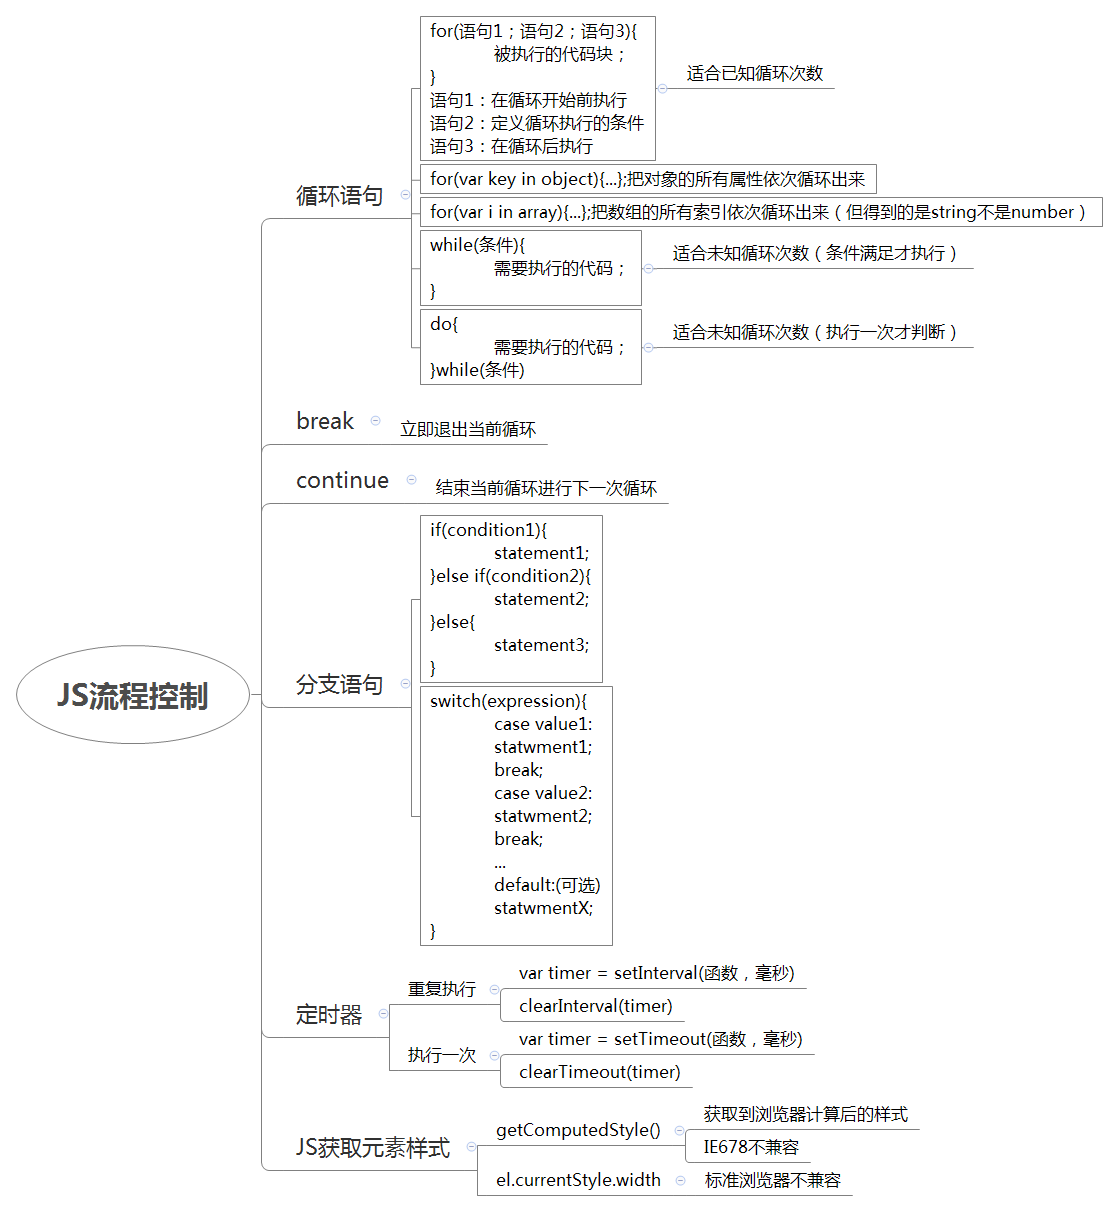 JS流程控制
循环语句
for(语句1；语句2；语句3){
被执行的代码块；
}
语句1：在循环开始前执行
语句2：定义循环执行的条件
语句3：在循环后执行
适合已知循环次数
for(var key in object){...};把对象的所有属性依次循环出来
for(var i in array){...};把数组的所有索引依次循环出来（但得到的是string不是number）
while(条件){
需要执行的代码；
}
适合未知循环次数（条件满足才执行）
do{
需要执行的代码；
}while(条件)
适合未知循环次数（执行一次才判断）
break
立即退出当前循环
continue
结束当前循环进行下一次循环
分支语句
if(condition1){
statement1;
}else if(condition2){
statement2;
}else{
statement3;
}
switch(expression){
case value1:
statwment1;
break;
case value2:
statwment2;
break;
...
default:(可选)
statwmentX;
}
定时器
重复执行
var timer = setInterval(函数，毫秒)
clearInterval(timer)
执行一次
var timer = setTimeout(函数，毫秒)
clearTimeout(timer)
JS获取元素样式
getComputedStyle()
获取到浏览器计算后的样式
IE678不兼容
el.currentStyle.width
标准浏览器不兼容